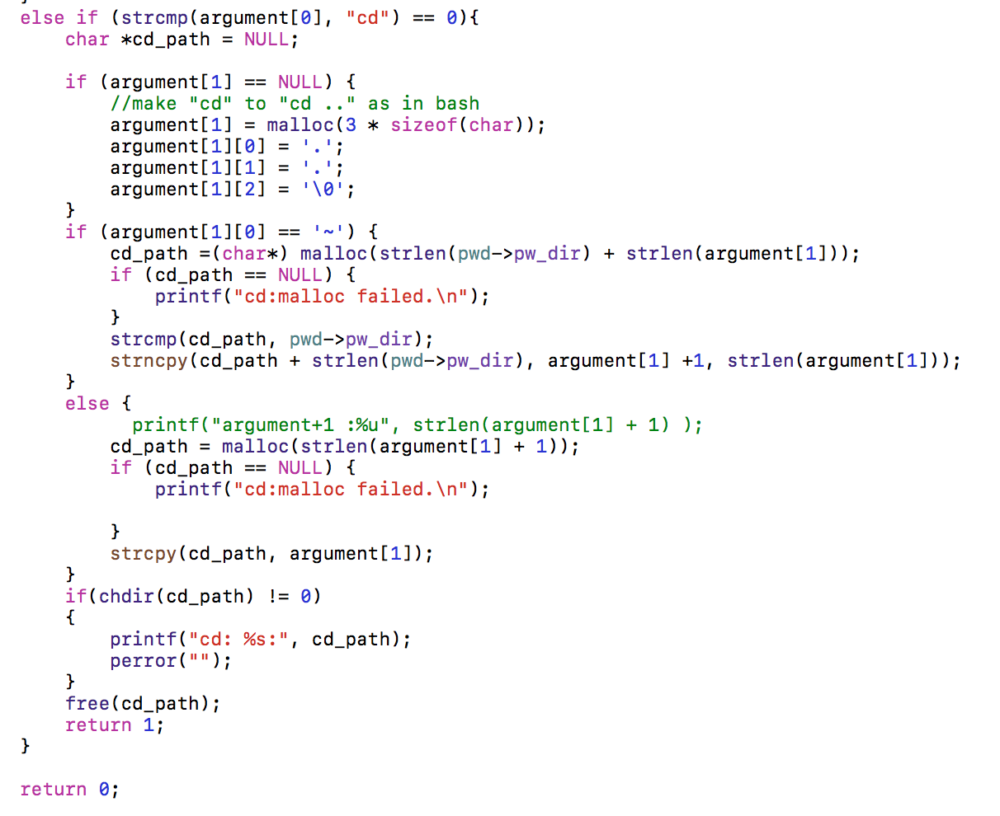 else if (strcmp(argument[0], "cd") == 0){
    char *cd_path = NULL;

    if (argument[1] == NULL) {
        //make "cd" to "cd .." as in bash
        argument[1] = malloc(3 * sizeof(char));
        argument[1][0] = '.';
        argument[1][1] = '.';
        argument[1][2] = '\0';
    }
    if (argument[1][0] == '~') {
        cd_path =(char*) malloc(strlen(pwd->pw_dir) + strlen(argument[1]));
        if (cd_path == NULL) {
            printf("cd:malloc failed.\n");
        }
        strcmp(cd_path, pwd->pw_dir);
        strncpy(cd_path + strlen(pwd->pw_dir), argument[1] +1, strlen(argument[1]));
    }
    else {
          printf("argument+1 :%u", strlen(argument[1] + 1) );
        cd_path = malloc(strlen(argument[1] + 1));
        if (cd_path == NULL) {
            printf("cd:malloc failed.\n");

        }
        strcpy(cd_path, argument[1]);
    }
    if(chdir(cd_path) != 0)
    {
        printf("cd: %s:", cd_path);
        perror("");
    }
    free(cd_path);
    return 1;
}

return 0;